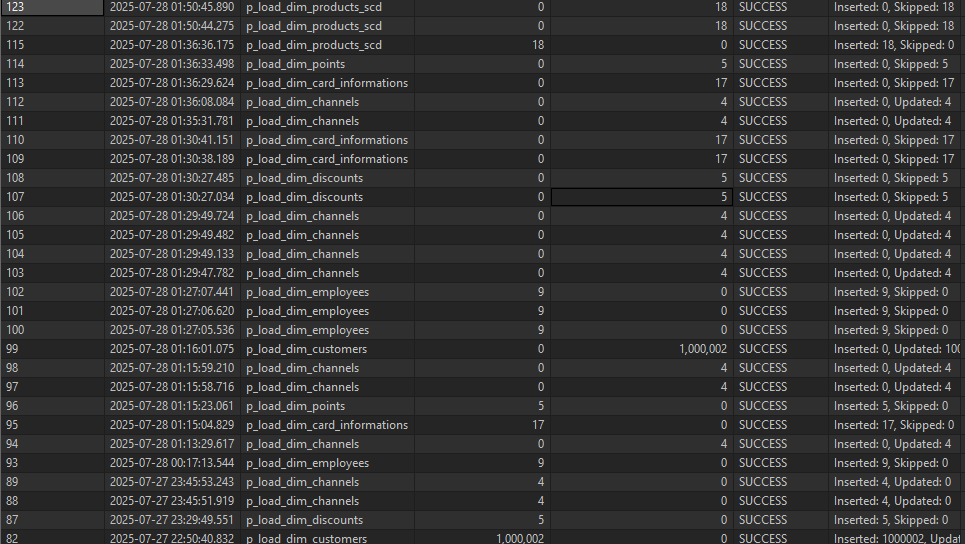 123 2025-07-28 01:50:45.890 p_load_dim_products_scd 0 18 SUCCESS Inserted: 0, Skipped: 18
122 2025-07-28 01:50:44.275 p_load_dim_products_scd 0 18 SUCCESS Inserted: 0, Skipped: 18
115 2025-07-28 01:36:36.175 p_load_dim_products_scd 18 0 SUCCESS Inserted: 18, Skipped: 0
114 2025-07-28 01:36:33.498 p_load_dim_points 0 5 SUCCESS Inserted: 0, Skipped: 5
113 2025-07-28 01:36:29.624 p_load_dim_card_informations 0 17 SUCCESS Inserted: 0, Skipped: 17
112 2025-07-28 01:36:08.084 p_load_dim_channels 0 4 SUCCESS Inserted: 0, Updated: 4
111 2025-07-28 01:35:31.781 p_load_dim_channels 0 4 SUCCESS Inserted: 0, Updated: 4
110 2025-07-28 01:30:41.151 p_load_dim_card_informations 0 17 SUCCESS Inserted: 0, Skipped: 17
109 2025-07-28 01:30:38.189 p_load_dim_card_informations 0 17 SUCCESS Inserted: 0, Skipped: 17
108 2025-07-28 01:30:27.485 p_load_dim_discounts 0 5 SUCCESS Inserted: 0, Skipped: 5
107 2025-07-28 01:30:27.034 p_load_dim_discounts 0 5 SUCCESS Inserted: 0, Skipped: 5
106 2025-07-28 01:29:49.724 p_load_dim_channels 0 4 SUCCESS Inserted: 0, Updated: 4
105 2025-07-28 01:29:49.482 p_load_dim_channels 0 4 SUCCESS Inserted: 0, Updated: 4
104 2025-07-28 01:29:49.133 p_load_dim_channels 0 4 SUCCESS Inserted: 0, Updated: 4
103 2025-07-28 01:29:47.782 p_load_dim_channels 0 4 SUCCESS Inserted: 0, Updated: 4
102 2025-07-28 01:27:07.441 p_load_dim_employees 9 0 SUCCESS Inserted: 9, Skipped: 0
101 2025-07-28 01:27:06.620 p_load_dim_employees 9 0 SUCCESS Inserted: 9, Skipped: 0
100 2025-07-28 01:27:05.536 p_load_dim_employees 9 0 SUCCESS Inserted: 9, Skipped: 0
99 2025-07-28 01:16:01.075 p_load_dim_customers 0 1,000,002 SUCCESS Inserted: 0, Updated: 100
98 2025-07-28 01:15:59.210 p_load_dim_channels 0 4 SUCCESS Inserted: 0, Updated: 4
97 2025-07-28 01:15:58.716 p_load_dim_channels 0 4 SUCCESS Inserted: 0, Updated: 4
96 2025-07-28 01:15:23.061 p_load_dim_points 5 0 SUCCESS Inserted: 5, Skipped: 0
95 2025-07-28 01:15:04.829 p_load_dim_card_informations 17 0 SUCCESS Inserted: 17, Skipped: 0
94 2025-07-28 01:13:29.617 p_load_dim_channels 0 4 SUCCESS Inserted: 0, Updated: 4
93 2025-07-28 00:17:13.544 p_load_dim_employees 9 0 SUCCESS Inserted: 9, Skipped: 0
89 2025-07-27 23:45:53.243 p_load_dim_channels 4 0 SUCCESS Inserted: 4, Updated: 0
88 2025-07-27 23:45:51.919 p_load_dim_channels 4 0 SUCCESS Inserted: 4, Updated: 0
87 2025-07-27 23:29:49.551 p_load_dim_discounts 5 0 SUCCESS Inserted: 5, Skipped: 0
82 2025-07-27 22:50:40.832 p_load_dim_customers 1,000,002 0 SUCCESS Inserted: 1000002, Updat